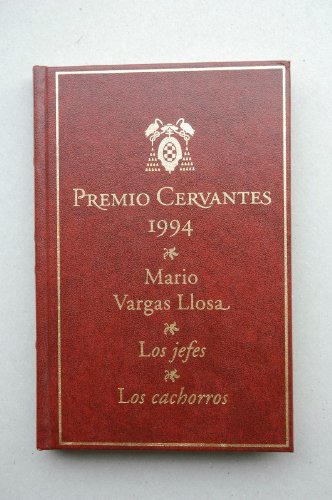 PREMIO CERVANTES
1994
Mario
Vargas Llosa
Los jefes
Los cachorros